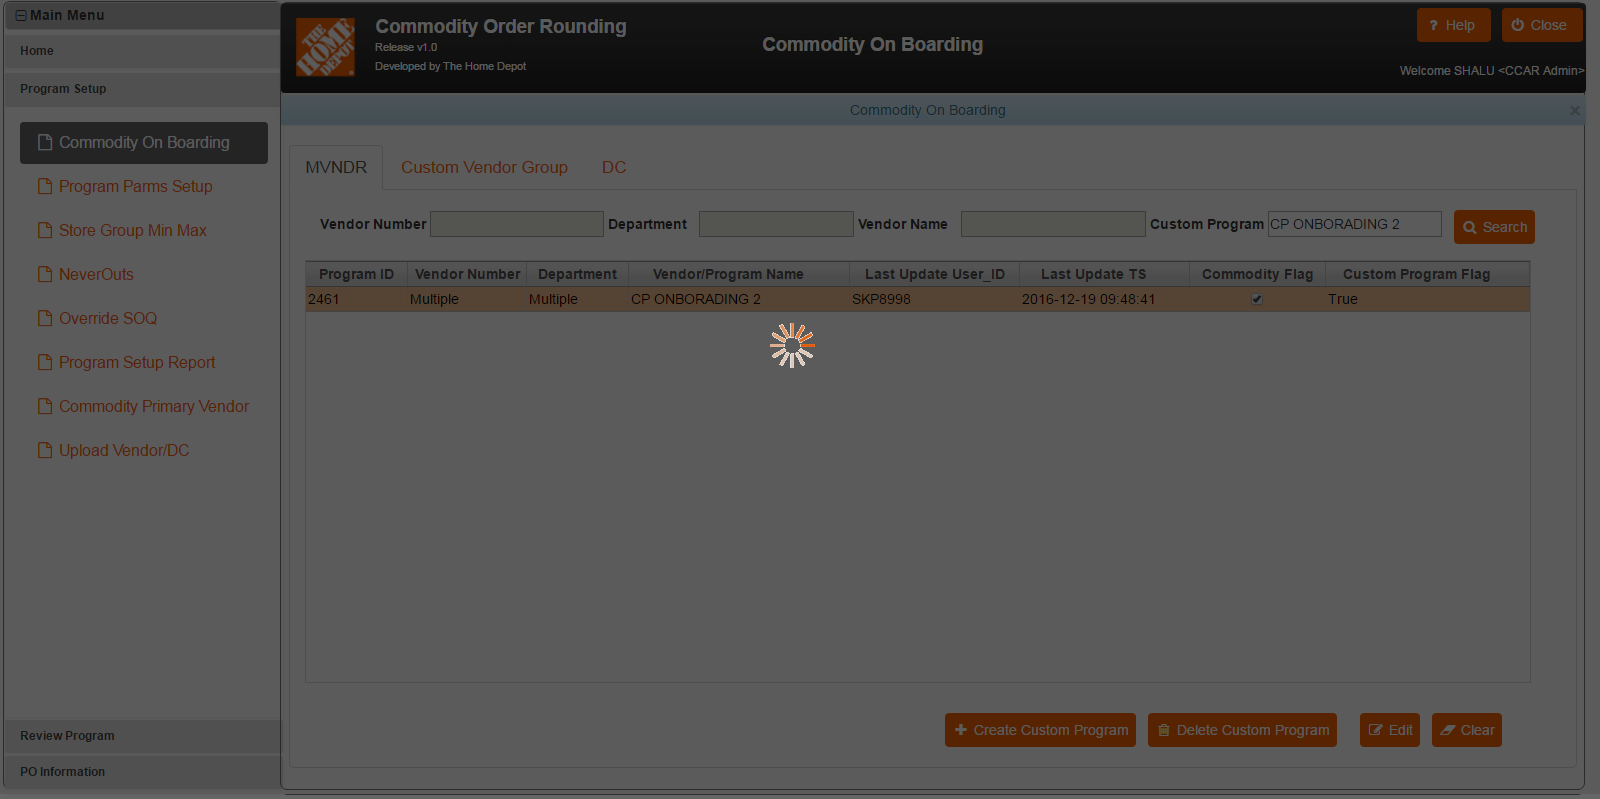 Main Menu
Home
Program Setup
Commodity On Boarding
Program Parms Setup
Store Group Min Max
NeverOuts
Override SOQ
Program Setup Report
Commodity Primary Vendor
Upload Vendor/DC
Review Program
PO Information
THE HOME DEPOT
Commodity Order Rounding
Release v1.0
Developed by The Home Depot
Commodity On Boarding
? Help
Close
Welcome SHALU <CCAR Admin>
Commodity On Boarding ×
MVNDR Custom Vendor Group DC
Vendor Number Department Vendor Name Custom Program CP ONBORADING 2 Search
Program ID Vendor Number Department Vendor/Program Name Last Update User_ID Last Update TS Commodity Flag Custom Program Flag
2461 Multiple Multiple CP ONBORADING 2 SKP8998 2016-12-19 09:48:41 True
Create Custom Program Delete Custom Program Edit Clear